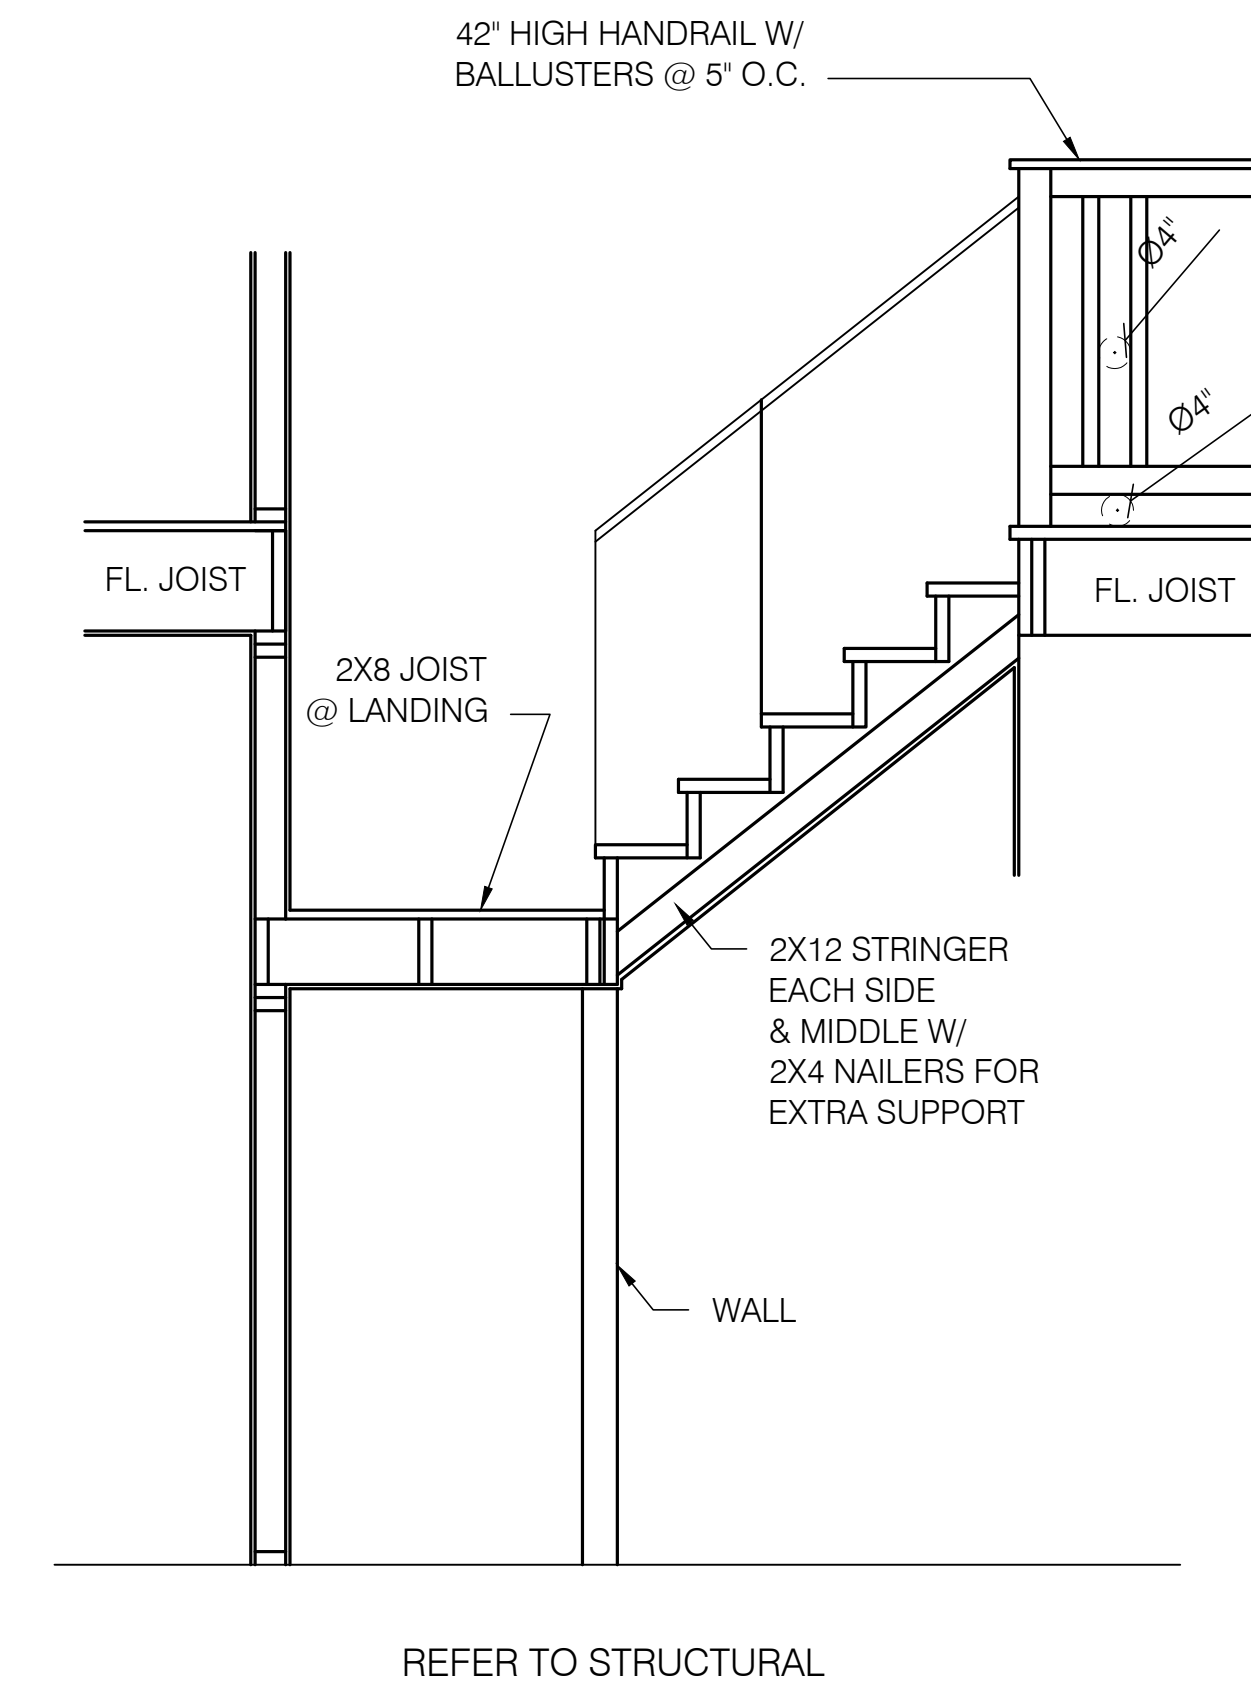 42" HIGH HANDRAIL W/
BALLUSTERS @ 5" O.C.
Ø4"
Ø4"
FL. JOIST
FL. JOIST
2X8 JOIST
@ LANDING
2X12 STRINGER
EACH SIDE
& MIDDLE W/
2X4 NAILERS FOR
EXTRA SUPPORT
WALL
REFER TO STRUCTURAL